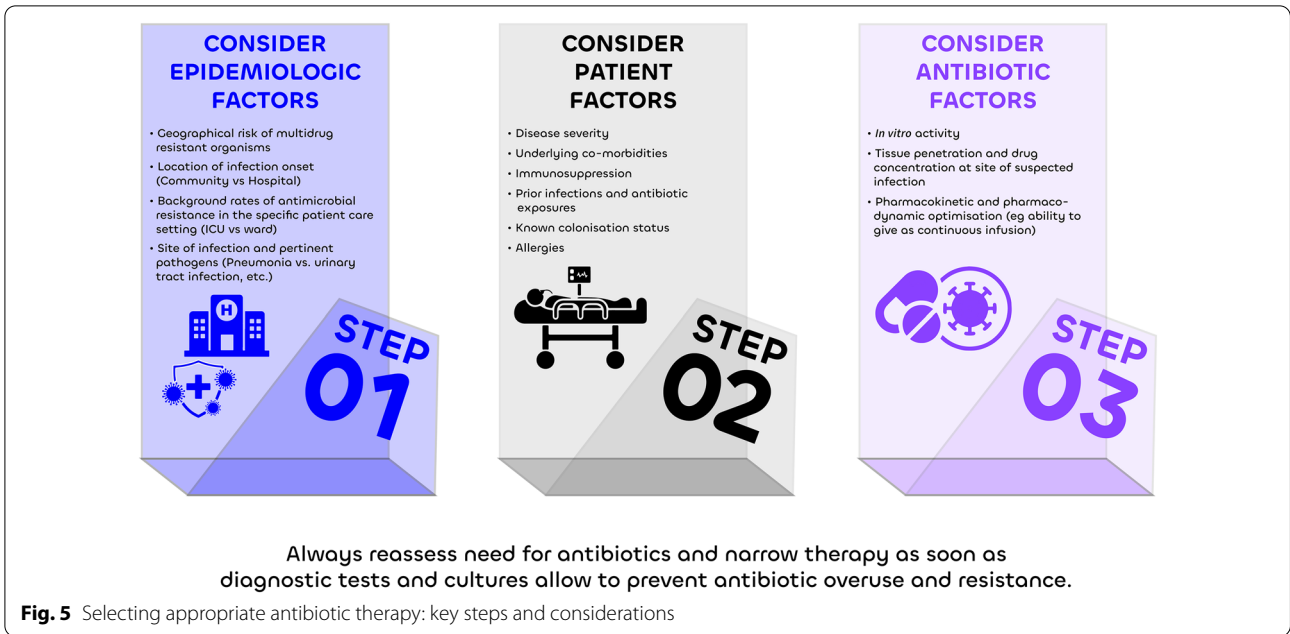 CONSIDER
EPIDEMIOLOGIC
FACTORS
• Geographical risk of multidrug
resistant organisms
• Location of infection onset
(Community vs Hospital)
• Background rates of antimicrobial
resistance in the specific patient care
setting (ICU vs ward)
• Site of infection and pertinent
pathogens (Pneumonia vs. urinary
tract infection, etc.)
H
STEP
01
CONSIDER
PATIENT
FACTORS
• Disease severity
• Underlying co-morbidities
• Immunosuppression
• Prior infections and antibiotic
exposures
• Known colonisation status
• Allergies
STEP
02
CONSIDER
ANTIBIOTIC
FACTORS
• In vitro activity
• Tissue penetration and drug
concentration at site of suspected
infection
• Pharmacokinetic and pharmaco-
dynamic optimisation (eg ability to
give as continuous infusion)
STEP
03
Always reassess need for antibiotics and narrow therapy as soon as
diagnostic tests and cultures allow to prevent antibiotic overuse and resistance.
Fig. 5 Selecting appropriate antibiotic therapy: key steps and considerations